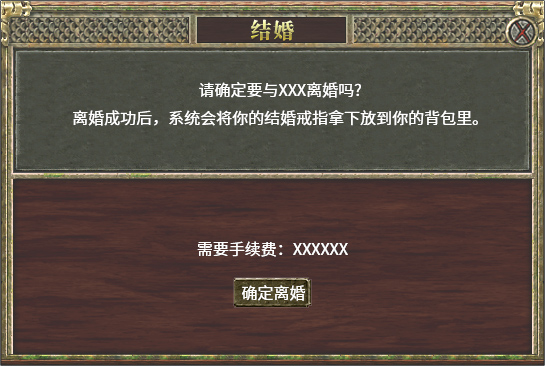 结婚
请确定要与XXX离婚吗?
离婚成功后，系统会将你的结婚戒指拿下放到你的背包里。
需要手续费：XXXXXX
确定离婚